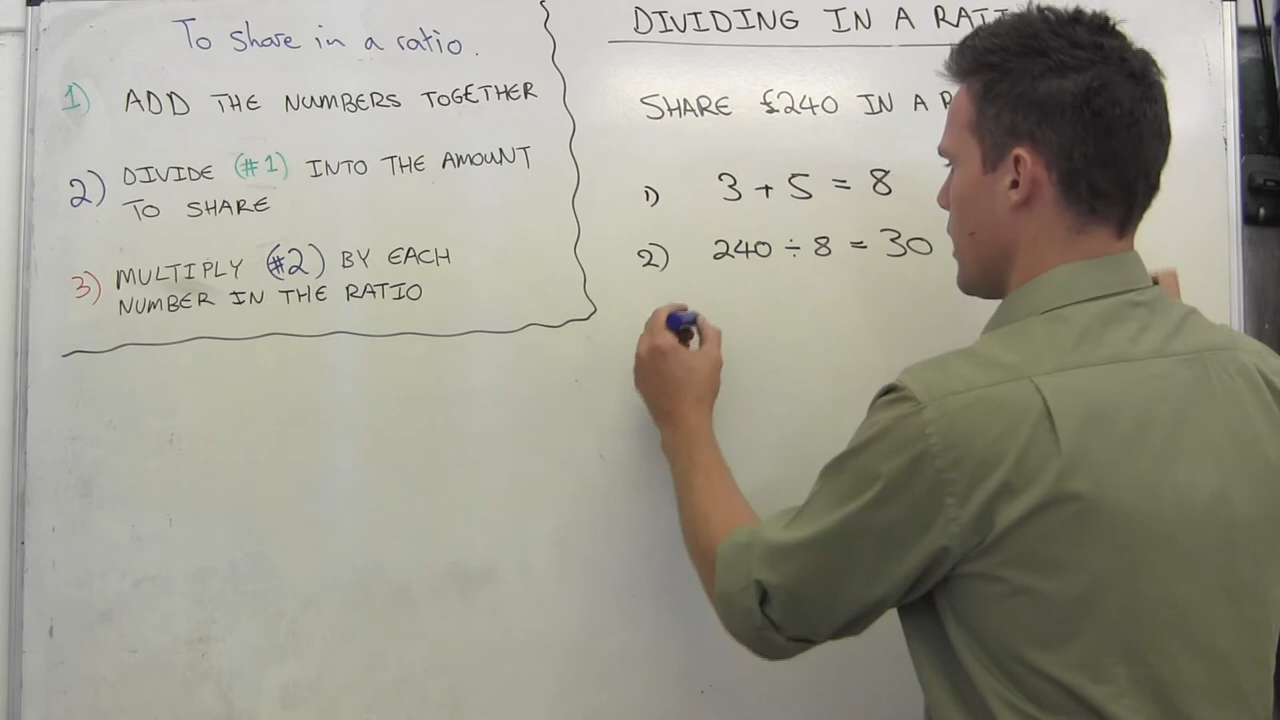 To share in a ratio.
1) ADD THE NUMBERS TOGETHER
2) DIVIDE (#1) INTO THE AMOUNT
TO SHARE
3) MULTIPLY (#2) BY EACH
NUMBER IN THE RATIO
DIVIDING IN A
SHARE £240 IN A
1) 3 + 5 = 8
2) 240 ÷ 8 = 30